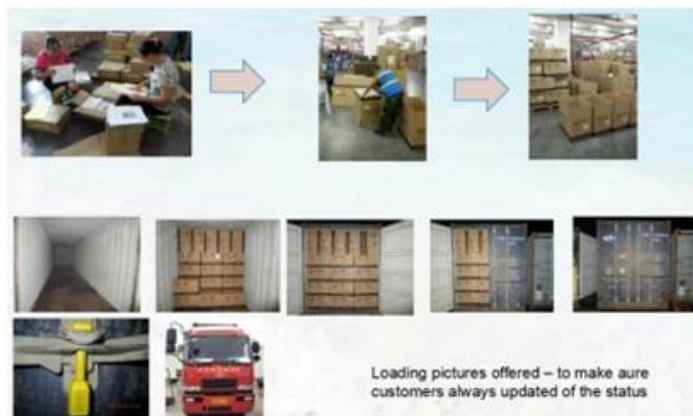 Loading pictures offered – to make aure
customers always updated of the status